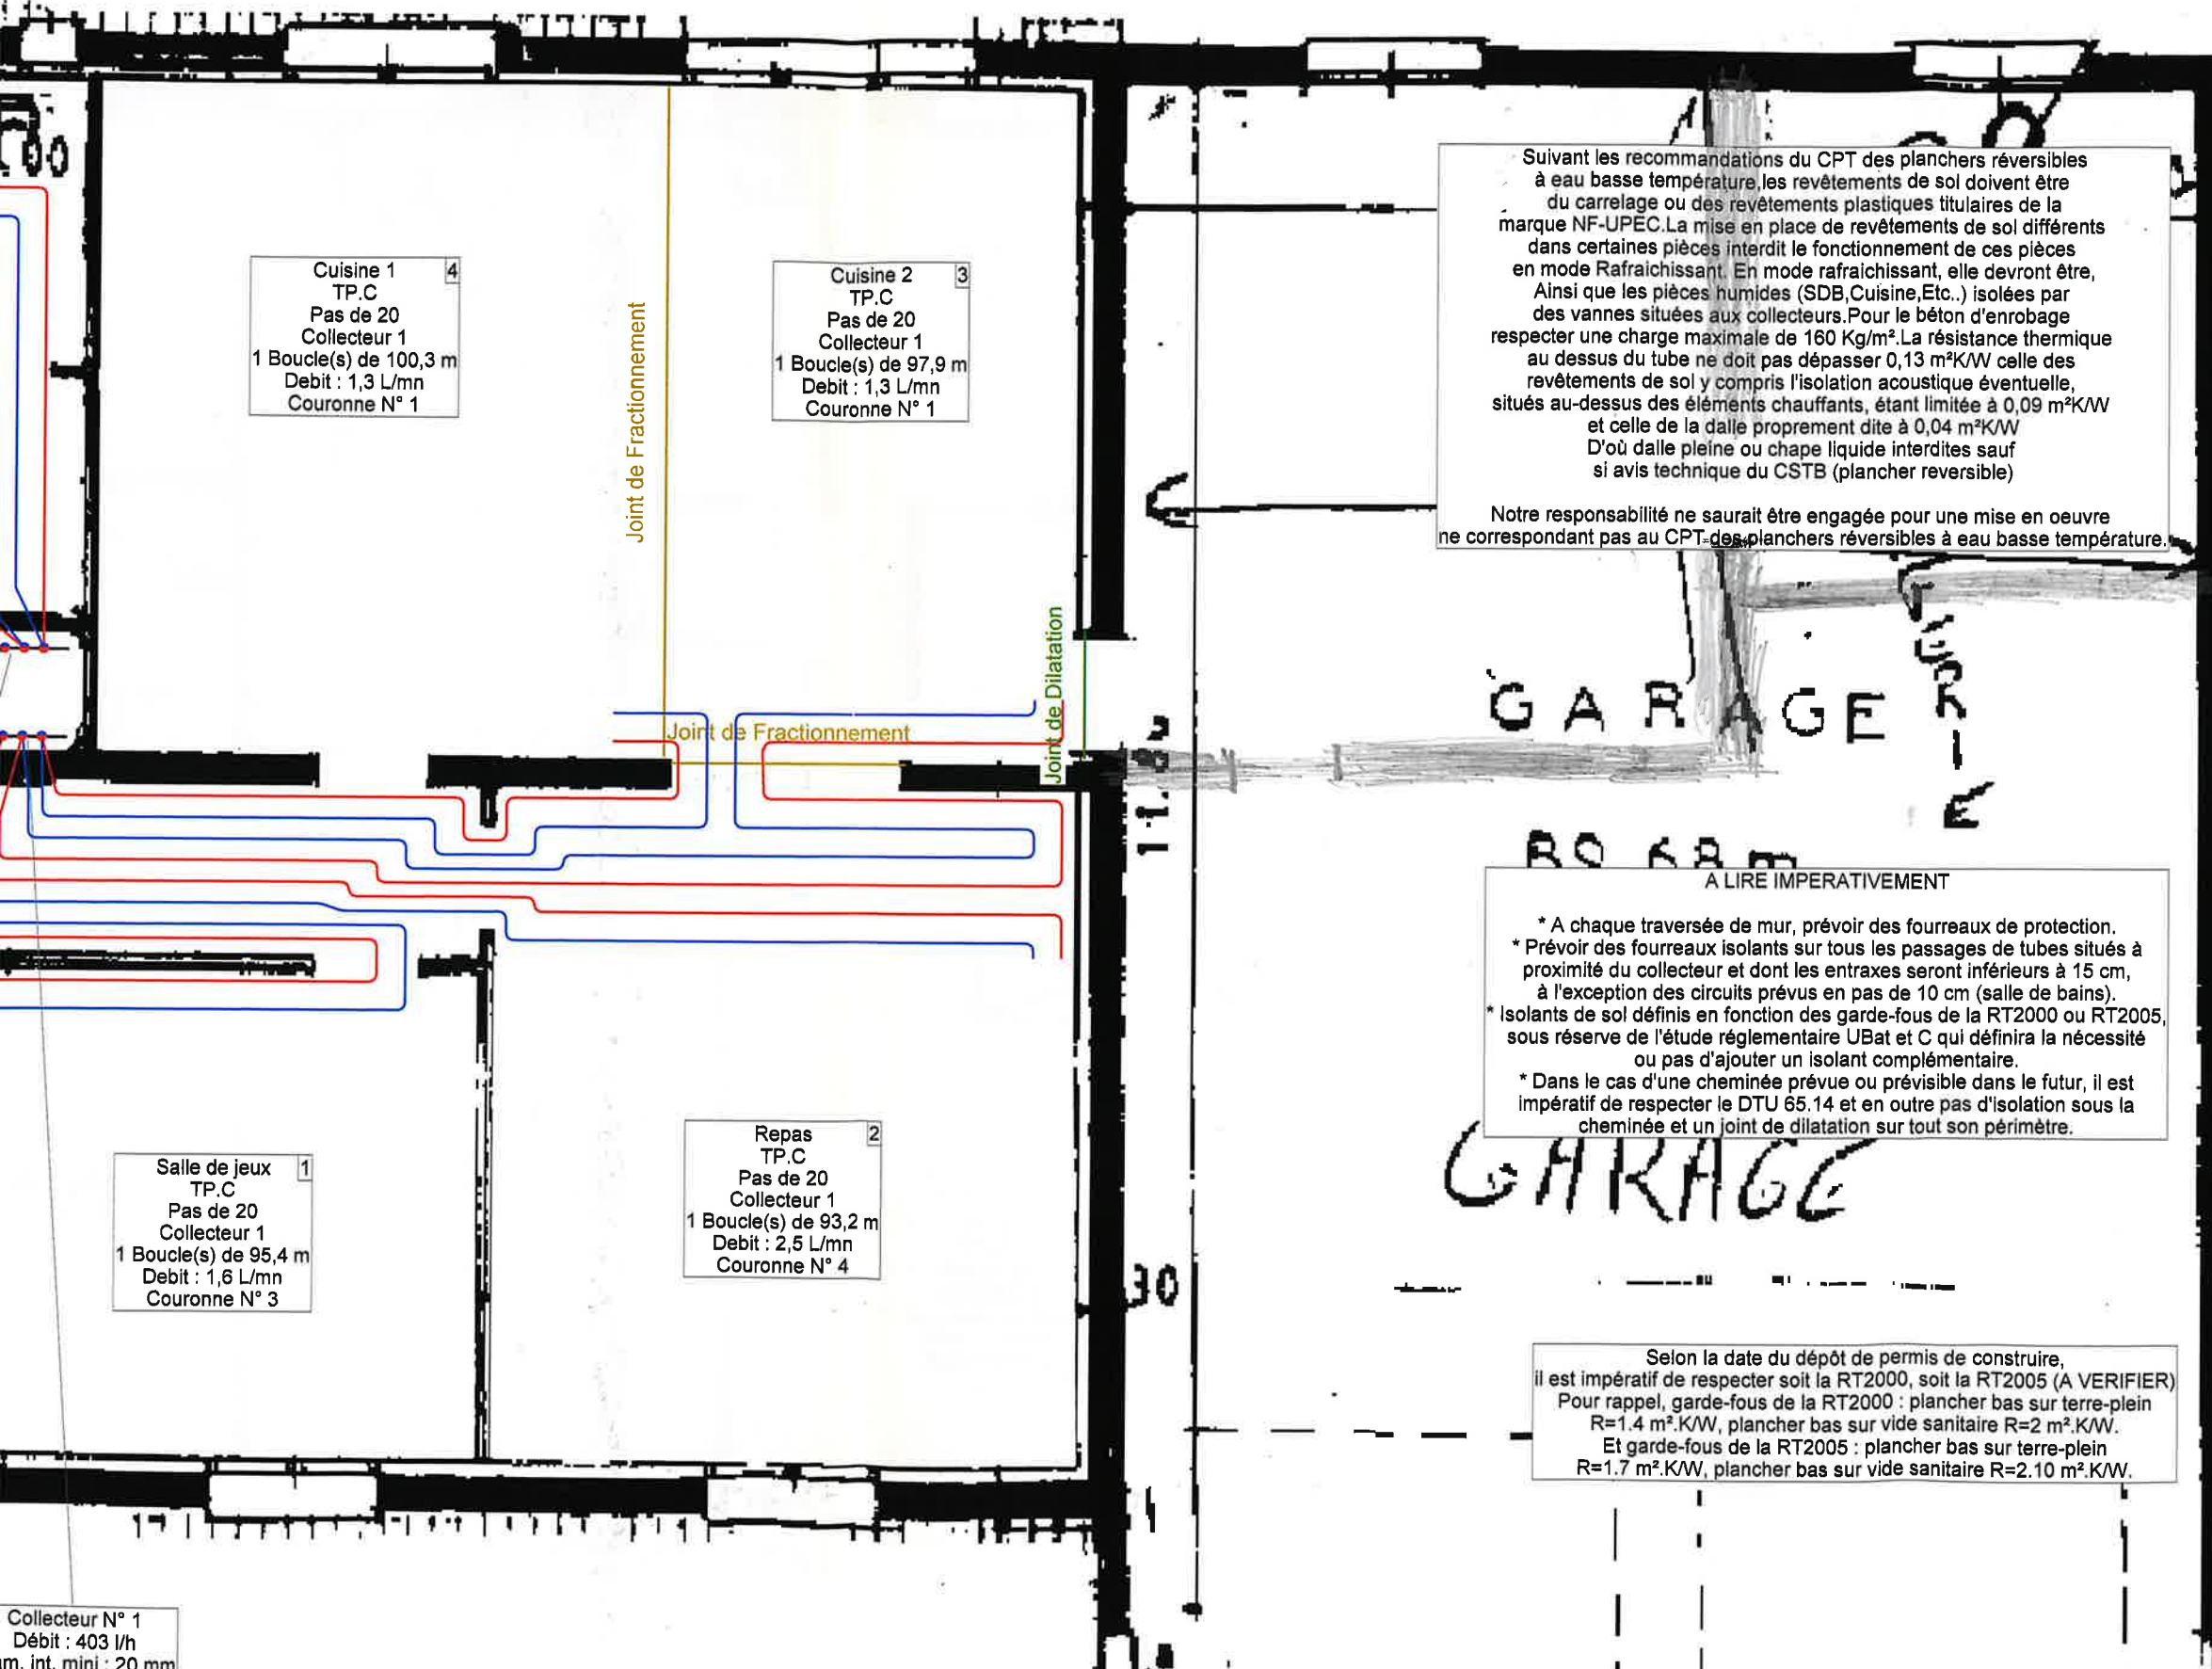 Cuisine 1
4
TP.C
Pas de 20
Collecteur 1
1 Boucle(s) de 100,3 m
Debit : 1,3 L/mn
Couronne N° 1
Joint de Fractionnement
Cuisine 2
3
TP.C
Pas de 20
Collecteur 1
1 Boucle(s) de 97,9 m
Debit : 1,3 L/mn
Couronne N° 1
Joint de Dilatation
Joint de Fractionnement
Suivant les recommandations du CPT des planchers réversibles
à eau basse température,les revêtements de sol doivent être
du carrelage ou des revêtements plastiques titulaires de la
marque NF-UPEC.La mise en place de revêtements de sol différents
dans certaines pièces interdit le fonctionnement de ces pièces
en mode Rafraichissant. En mode rafraichissant, elle devront être,
Ainsi que les pièces humides (SDB,Cuisine,Etc..) isolées par
des vannes situées aux collecteurs.Pour le béton d'enrobage
respecter une charge maximale de 160 Kg/m².La résistance thermique
au dessus du tube ne doit pas dépasser 0,13 m²K/W celle des
revêtements de sol y compris l'isolation acoustique éventuelle,
situés au-dessus des éléments chauffants, étant limitée à 0,09 m²K/W
et celle de la dalle proprement dite à 0,04 m²K/W
D'où dalle pleine ou chape liquide interdites sauf
si avis technique du CSTB (plancher reversible)
Notre responsabilité ne saurait être engagée pour une mise en oeuvre
ne correspondant pas au CPT des planchers réversibles à eau basse température.
GARAGE
A LIRE IMPERATIVEMENT
* A chaque traversée de mur, prévoir des fourreaux de protection.
* Prévoir des fourreaux isolants sur tous les passages de tubes situés à
proximité du collecteur et dont les entraxes seront inférieurs à 15 cm,
à l'exception des circuits prévus en pas de 10 cm (salle de bains).
* Isolants de sol définis en fonction des garde-fous de la RT2000 ou RT2005,
sous réserve de l'étude réglementaire UBat et C qui définira la nécessité
ou pas d'ajouter un isolant complémentaire.
* Dans le cas d'une cheminée prévue ou prévisible dans le futur, il est
impératif de respecter le DTU 65.14 et en outre pas d'isolation sous la
cheminée et un joint de dilatation sur tout son périmètre.
GARAGE
Salle de jeux
1
TP.C
Pas de 20
Collecteur 1
1 Boucle(s) de 95,4 m
Debit : 1,6 L/mn
Couronne N° 3
Repas
2
TP.C
Pas de 20
Collecteur 1
1 Boucle(s) de 93,2 m
Debit : 2,5 L/mn
Couronne N° 4
30
Selon la date du dépôt de permis de construire,
il est impératif de respecter soit la RT2000, soit la RT2005 (A VERIFIER)
Pour rappel, garde-fous de la RT2000 : plancher bas sur terre-plein
R=1.4 m².K/W, plancher bas sur vide sanitaire R=2 m².K/W.
Et garde-fous de la RT2005 : plancher bas sur terre-plein
R=1.7 m².K/W, plancher bas sur vide sanitaire R=2.10 m².K/W.
Collecteur N° 1
Débit : 403 l/h
int. mini : 20 mm